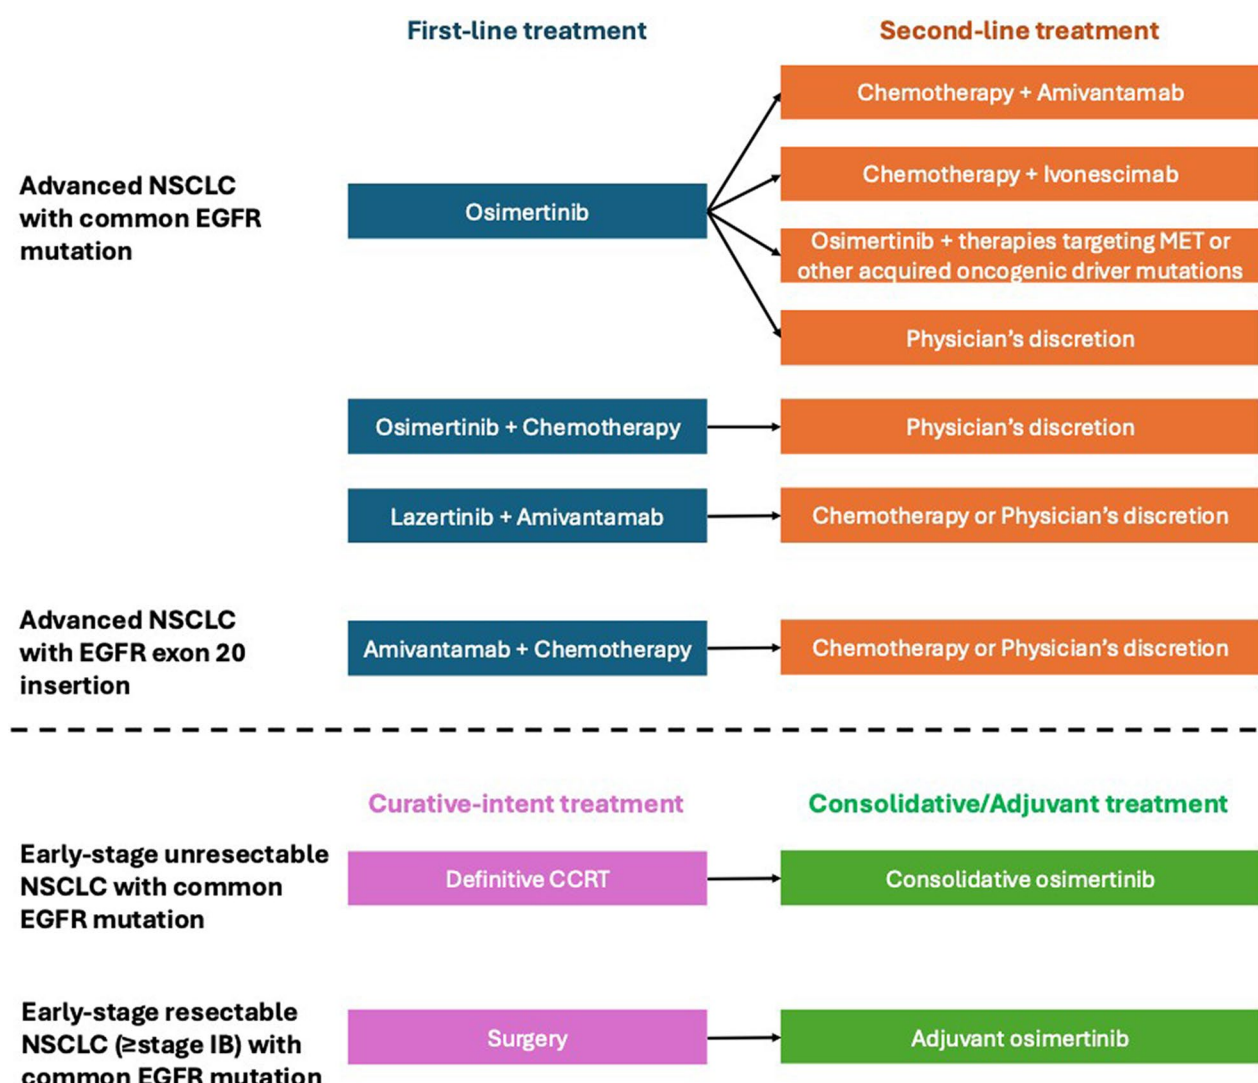 First-line treatment
Second-line treatment
Advanced NSCLC
with common EGFR
mutation
Osimertinib
Chemotherapy + Amivantamab
Chemotherapy + Ivonescimab
Osimertinib + therapies targeting MET or
other acquired oncogenic driver mutations
Physician’s discretion
Osimertinib + Chemotherapy
Physician’s discretion
Lazertinib + Amivantamab
Chemotherapy or Physician’s discretion
Advanced NSCLC
with EGFR exon 20
insertion
Amivantamab + Chemotherapy
Chemotherapy or Physician’s discretion
Curative-intent treatment
Consolidative/Adjuvant treatment
Early-stage unresectable
NSCLC with common
EGFR mutation
Definitive CCRT
Consolidative osimertinib
Early-stage resectable
NSCLC (≥stage IB) with
common EGFR mutation
Surgery
Adjuvant osimertinib